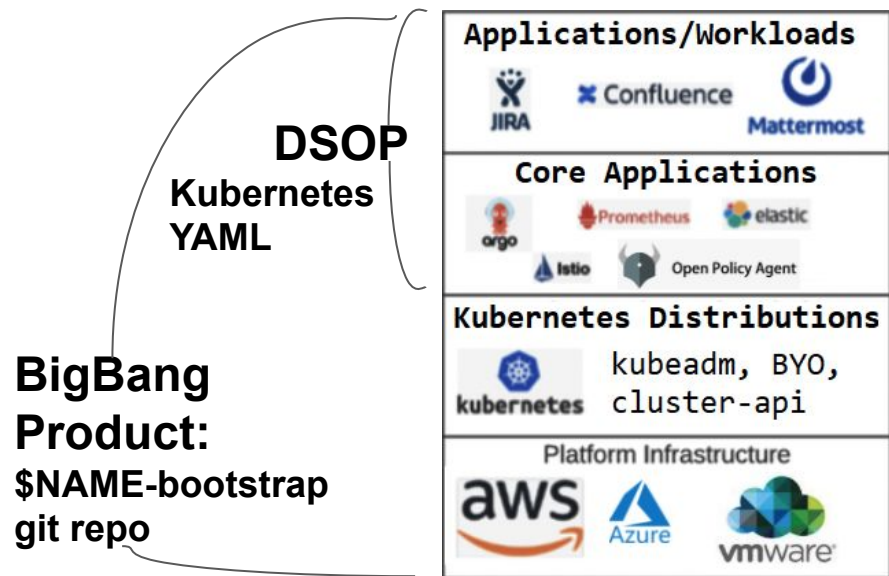 Applications/Workloads
JIRA
Confluence
Mattermost
DSOP
Kubernetes
YAML
Core Applications
argo
Prometheus
elastic
Istio
Open Policy Agent
Kubernetes Distributions
kubernetes
kubeadm, BYO,
cluster-api
BigBang
Product:
$NAME-bootstrap
git repo
Platform Infrastructure
aws
Azure
vmware